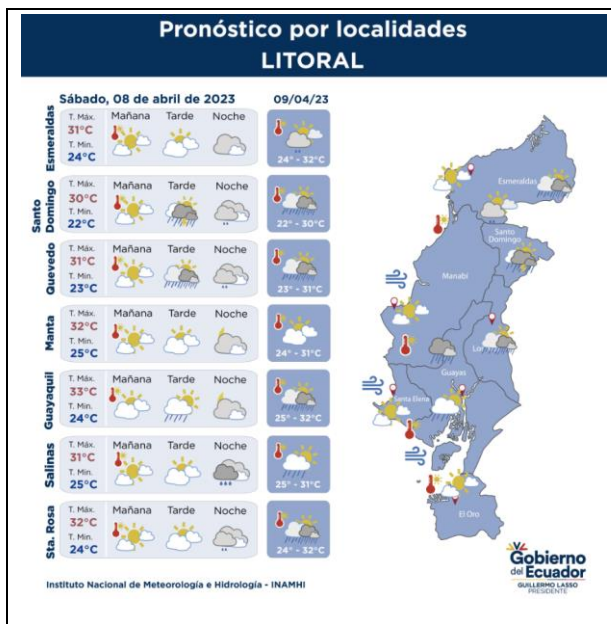 Pronóstico por localidades
LITORAL
Sábado, 08 de abril de 2023
09/04/23
Esmeraldas
T. Máx.
31°C
T. Min.
24°C
Mañana Tarde Noche
24° - 32°C
Santo Domingo
T. Máx.
30°C
T. Min.
22°C
Mañana Tarde Noche
22° - 30°C
Quevedo
T. Máx.
31°C
T. Min.
23°C
Mañana Tarde Noche
23° - 31°C
Manta
T. Máx.
32°C
T. Min.
25°C
Mañana Tarde Noche
24° - 31°C
Guayaquil
T. Máx.
33°C
T. Min.
24°C
Mañana Tarde Noche
25° - 32°C
Salinas
T. Máx.
31°C
T. Min.
25°C
Mañana Tarde Noche
25° - 31°C
Sta. Rosa
T. Máx.
32°C
T. Min.
24°C
Mañana Tarde Noche
24° - 32°C
Esmeraldas
Santo
Domingo
Manabí
Guayas
Santa Elena
El Oro
Instituto Nacional de Meteorología e Hidrología - INAMHI
Gobierno
del Ecuador
GUILLERMO LASSO
PRESIDENTE